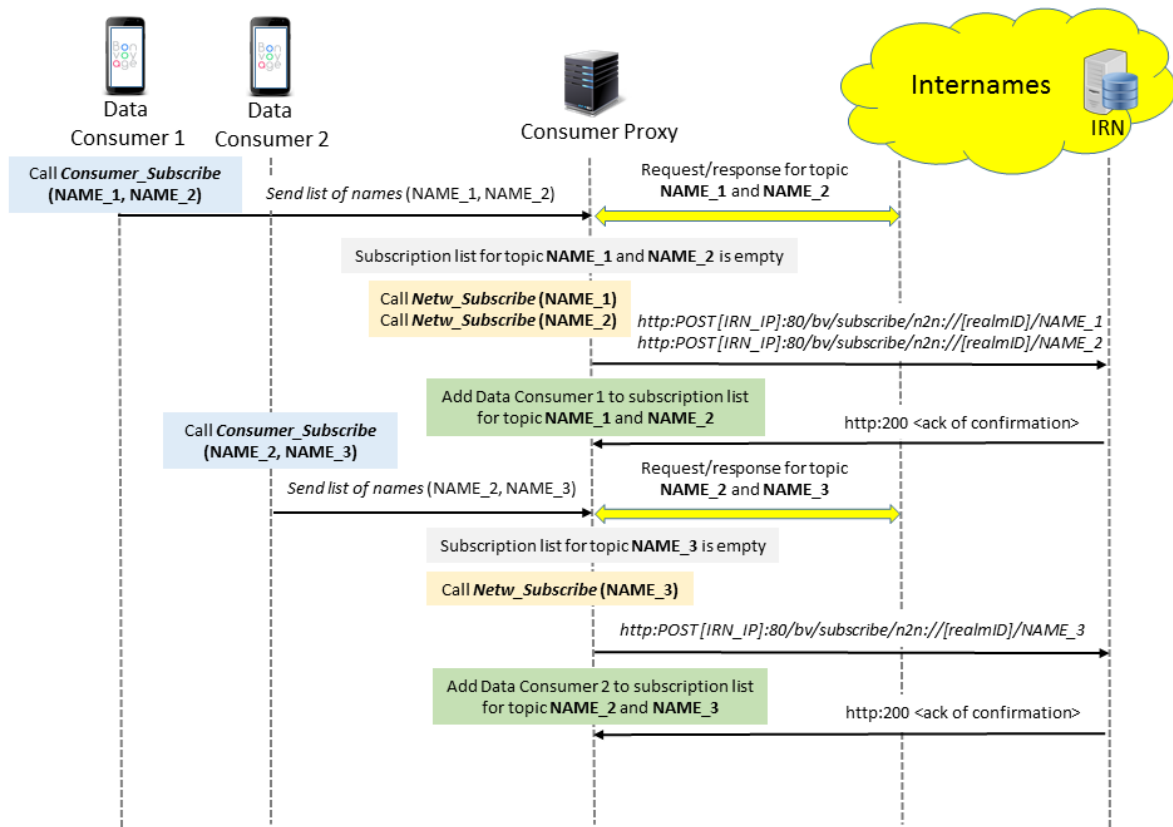 Bon
voy
age
Bon
voy
age
Internames
IRN
Data
Consumer 1
Data
Consumer 2
Consumer Proxy
Call Consumer_Subscribe
(NAME_1, NAME_2)
Send list of names (NAME_1, NAME_2)
Request/response for topic
NAME_1 and NAME_2
Subscription list for topic NAME_1 and NAME_2 is empty
Call Netw_Subscribe (NAME_1)
Call Netw_Subscribe (NAME_2)
http:POST[IRN_IP]:80/bv/subscribe/n2n://[realmID]/NAME_1
http:POST[IRN_IP]:80/bv/subscribe/n2n://[realmID]/NAME_2
Add Data Consumer 1 to subscription list
for topic NAME_1 and NAME_2
http:200 <ack of confirmation>
Call Consumer_Subscribe
(NAME_2, NAME_3)
Send list of names (NAME_2, NAME_3)
Request/response for topic
NAME_2 and NAME_3
Subscription list for topic NAME_3 is empty
Call Netw_Subscribe (NAME_3)
http:POST[IRN_IP]:80/bv/subscribe/n2n://[realmID]/NAME_3
Add Data Consumer 2 to subscription list
for topic NAME_2 and NAME_3
http:200 <ack of confirmation>